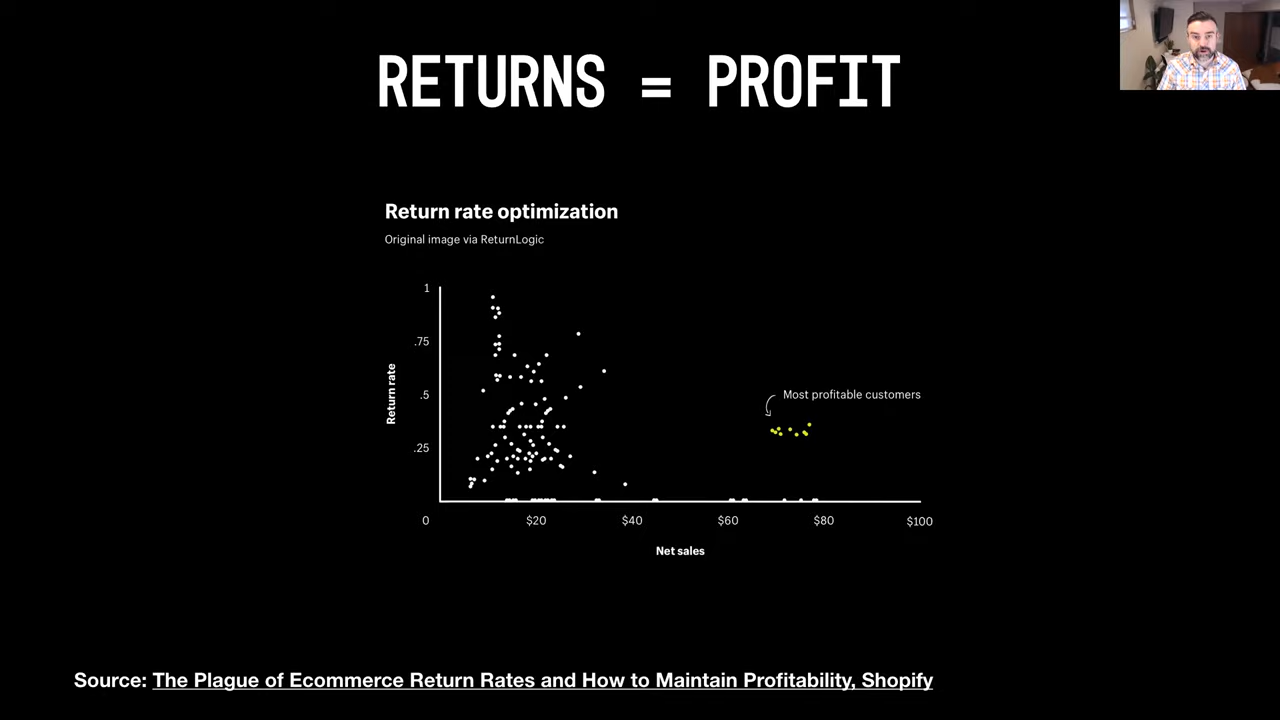 RETURNS = PROFIT
Return rate optimization
Original image via ReturnLogic
1
.75
.5
.25
Return rate
Most profitable customers
0 $20 $40 $60 $80 $100
Net sales
Source: The Plague of Ecommerce Return Rates and How to Maintain Profitability, Shopify